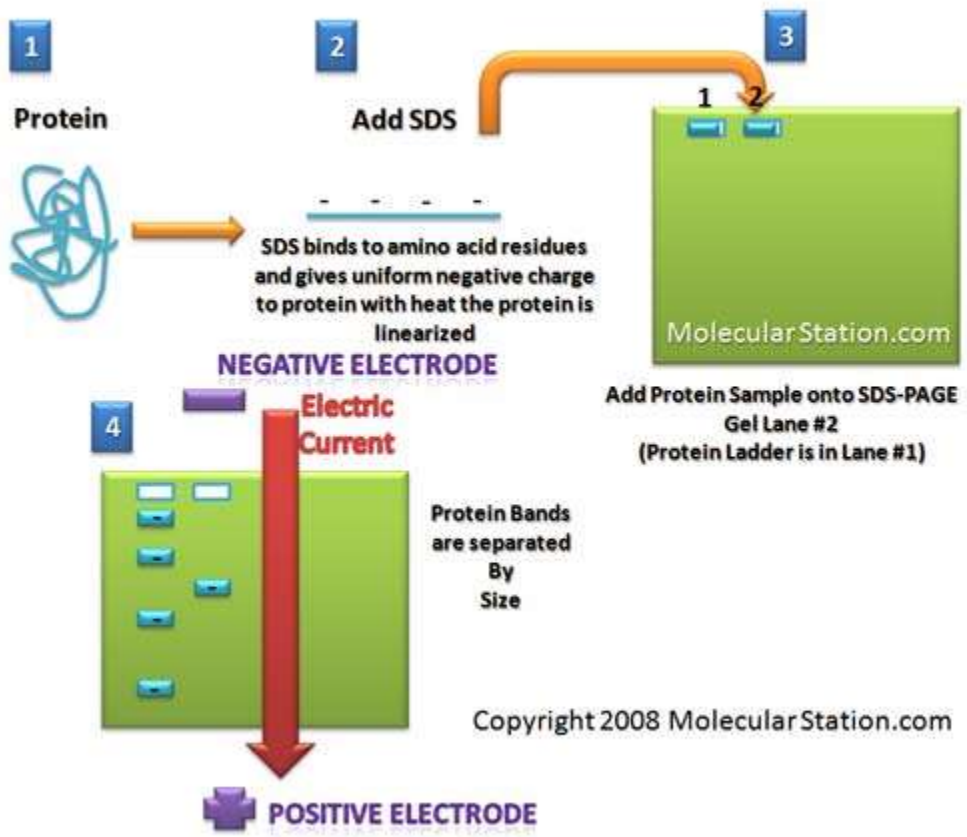 1
Protein
2
Add SDS
- - - -
SDS binds to amino acid residues
and gives uniform negative charge
to protein with heat the protein is
linearized
3
1 2
MolecularStation.com
Add Protein Sample onto SDS-PAGE
Gel Lane #2
(Protein Ladder is in Lane #1)
NEGATIVE ELECTRODE
4
Electric
Current
Protein Bands
are separated
By
Size
Copyright 2008 MolecularStation.com
POSITIVE ELECTRODE